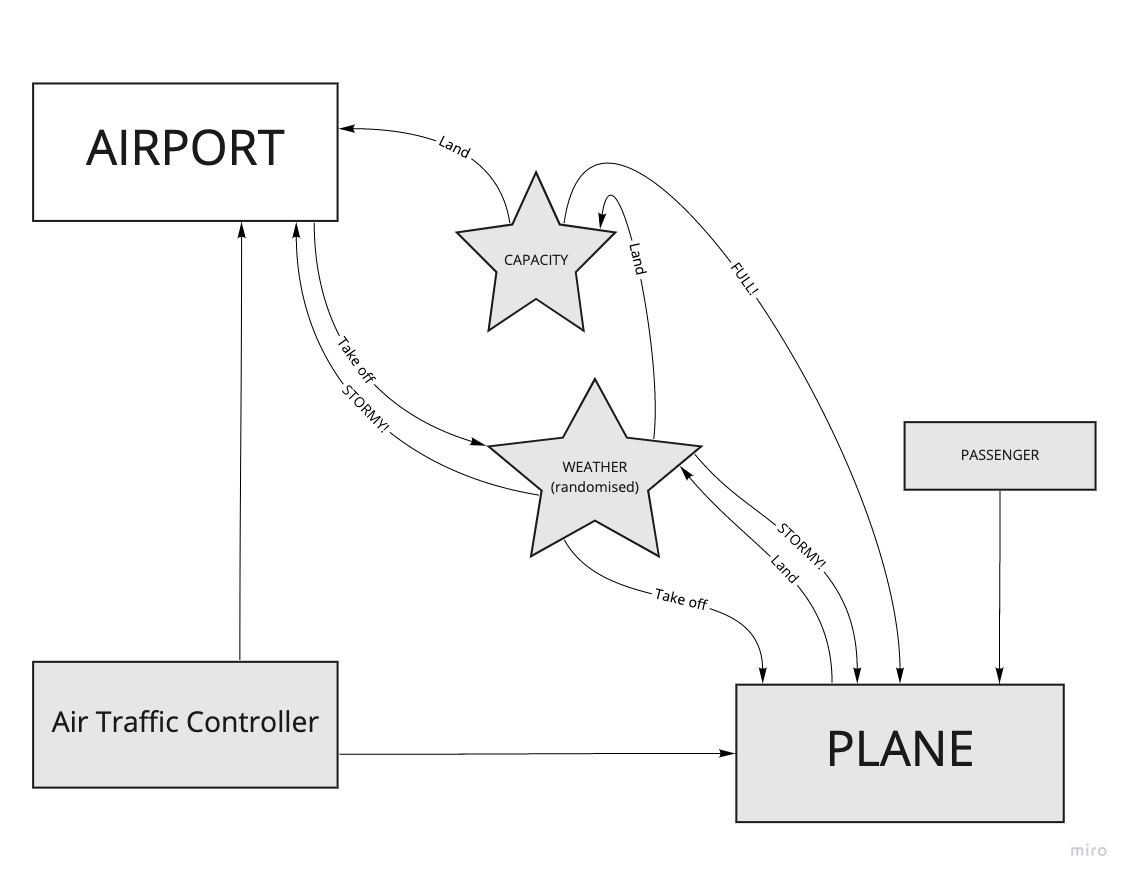 AIRPORT
Land
CAPACITY
Land
FULL!
Take off
STORMY!
WEATHER
(randomised)
PASSENGER
STORMY!
Land
Take off
Air Traffic Controller
PLANE
miro